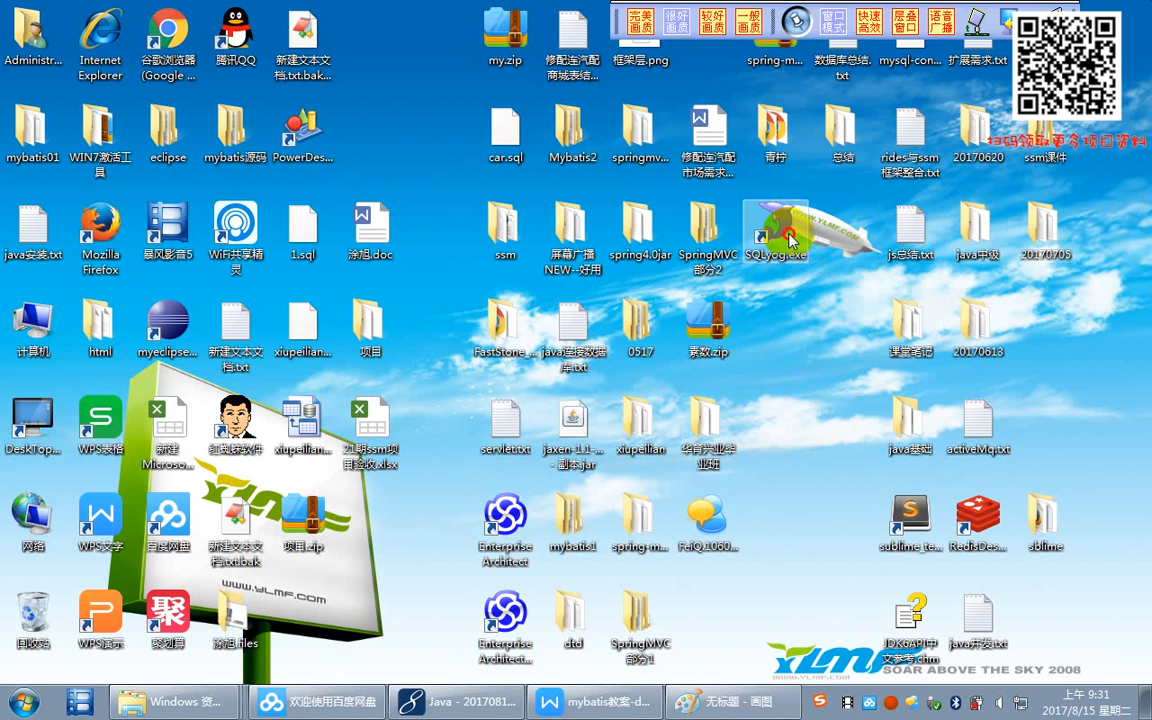 完美画质
很好画质
较好画质
一般画质
窗口模式
快速高效
层叠窗口
语音广播
扫码领取更多项目资料
Administr...
Internet Explorer
谷歌浏览器 (Google ...
腾讯QQ
新建文本文档.txt.bak...
my.zip
修配连汽配商城表结...
框架层.png
spring-m...
数据库总结.txt
mysql-con...
扩展需求.txt
mybatis01
WIN7激活工具
eclipse
mybatis源码
PowerDes...
car.sql
Mybatis2
springmv...
修配连汽配市场需求...
青柠
总结
rides与ssm框架整合.txt
20170620
ssm课件
java安装.txt
Mozilla Firefox
暴风影音5
WiFi共享精灵
1.sql
涂旭.doc
ssm
屏幕广播NEW--好用
spring4.0jar
SpringMVC部分2
SQLyog.exe
js总结.txt
java中级
20170705
计算机
html
myeclipse...
新建文本文档.txt
xiupeilian...
项目
FastStone_...
java连接数据库.txt
0517
素数.zip
课堂笔记
20170613
DeskTop...
WPS表格
新建 Microso...
红蜘蛛软件
xiupeilian...
21期ssm项目验收.xlsx
servlet.txt
jaxen-1.1-... - 副本.jar
xiupeilian
华育兴业毕业班
java基础
activeMq.txt
网络
WPS文字
百度网盘
新建文本文档.txt.bak
项目.zip
Enterprise Architect
mybatis1
spring-m...
FeiQ.1060...
sublime_te...
RedisDes...
sblime
回收站
WPS演示
聚划算
涂旭.files
Enterprise Architect...
dtd
SpringMVC部分1
JDK6API中文参考.chm
java开发.txt
YLMF
WWW.YLMF.COM
YLMF SOAR ABOVE THE SKY 2008
Windows 资...
欢迎使用百度网盘
Java - 2017081...
mybatis教案-d...
无标题 - 画图
上午 9:31
2017/8/15 星期二